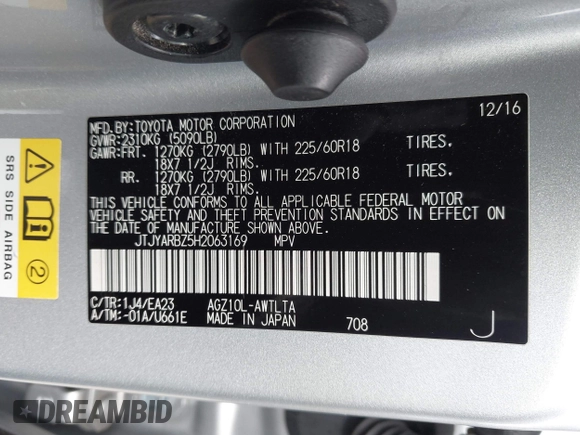 12/16
MFD.BY:TOYOTA MOTOR CORPORATION
GVWR:2310KG (5090LB)
GAWR:FRT. 1270KG (2790LB) WITH 225/60R18 TIRES.
18X7 1/2J RIMS.
RR. 1270KG (2790LB) WITH 225/60R18 TIRES.
18X7 1/2J RIMS.
THIS VEHICLE CONFORMS TO ALL APPLICABLE FEDERAL MOTOR
VEHICLE SAFETY AND THEFT PREVENTION STANDARDS IN EFFECT ON
THE DATE OF MANUFACTURE SHOWN ABOVE.
JTJYARBZ5H2063169 MPV
C/TR:1J4/EA23 AGZ10L-AWTLTA
A/TM:-01A/U661E MADE IN JAPAN 708 J
SRS SIDE AIRBAG
2
DREAMBID